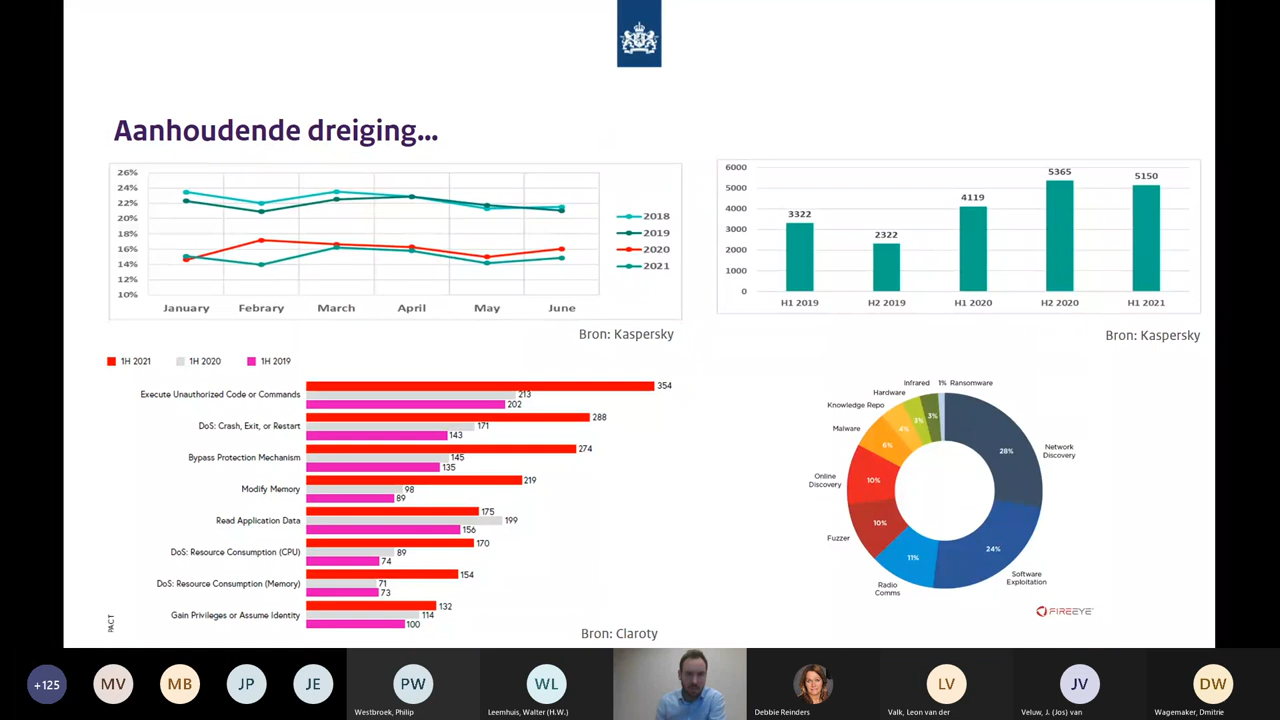 Aanhoudende dreiging...
26%
24%
22%
20%
18%
16%
14%
12%
10%
January Febrary March April May June
2018
2019
2020
2021
Bron: Kaspersky
6000
5000
4000
3000
2000
1000
0
3322
2322
4119
5365
5150
H1 2019 H2 2019 H1 2020 H2 2020 H1 2021
Bron: Kaspersky
1H 2021 1H 2020 1H 2019
Execute Unauthorized Code or Commands
354
213
202
DoS: Crash, Exit, or Restart
288
171
143
Bypass Protection Mechanism
274
145
135
Modify Memory
219
98
89
Read Application Data
175
199
156
DoS: Resource Consumption (CPU)
170
89
74
DoS: Resource Consumption (Memory)
154
71
73
Gain Privileges or Assume Identity
132
114
100
PACT
Bron: Claroty
Infrared 1% Ransomware
Hardware
Knowledge Repo
Malware
Online
Discovery
Fuzzer
Radio
Comms
Software
Exploitation
Network
Discovery
28%
24%
11%
10%
10%
6%
4%
3%
3%
FIREEYE
+125 MV MB JP JE PW WL LV JV DW
Westbroek, Philip
Leemhuis, Walter (H.W.)
Debbie Reinders
Valk, Leon van der
Veluw, J. (Jos) van
Wagemaker, Dmitrie